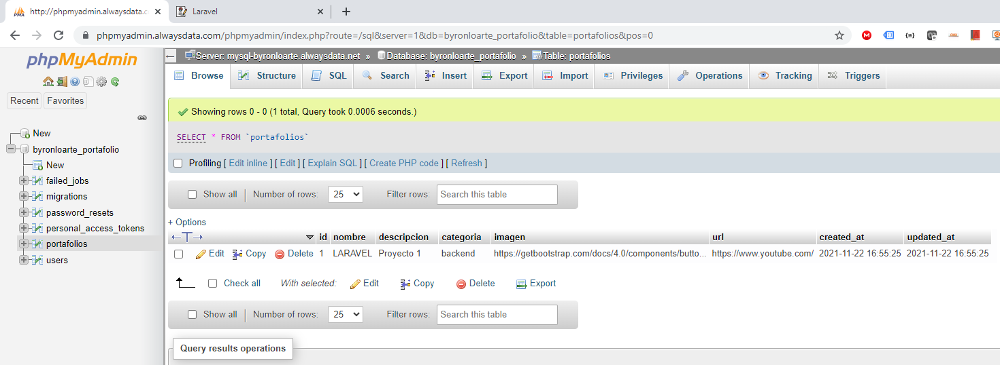 http://phpmyadmin.alwaysdata.c
Laravel
phpmyadmin.alwaysdata.com/phpmyadmin/index.php?route=/sql&server=1&db=byronloarte_portafolio&table=portafolios&pos=0
phpMyAdmin
Recent Favorites
New
byronloarte_portafolio
New
failed_jobs
migrations
password_resets
personal_access_tokens
portafolios
users
Server: mysql-byronloarte.alwaysdata.net » Database: byronloarte_portafolio » Table: portafolios
Browse Structure SQL Search Insert Export Import Privileges Operations Tracking Triggers
Showing rows 0 - 0 (1 total, Query took 0.0006 seconds.)
SELECT * FROM `portafolios`
Profiling [ Edit inline ] [ Edit ] [ Explain SQL ] [ Create PHP code ] [ Refresh ]
Show all Number of rows: 25 Filter rows: Search this table
+ Options
id nombre descripcion categoria imagen url created_at updated_at
Edit Copy Delete 1 LARAVEL Proyecto 1 backend https://getbootstrap.com/docs/4.0/components/butto... https://www.youtube.com/ 2021-11-22 16:55:25 2021-11-22 16:55:25
Check all With selected: Edit Copy Delete Export
Show all Number of rows: 25 Filter rows: Search this table
Query results operations